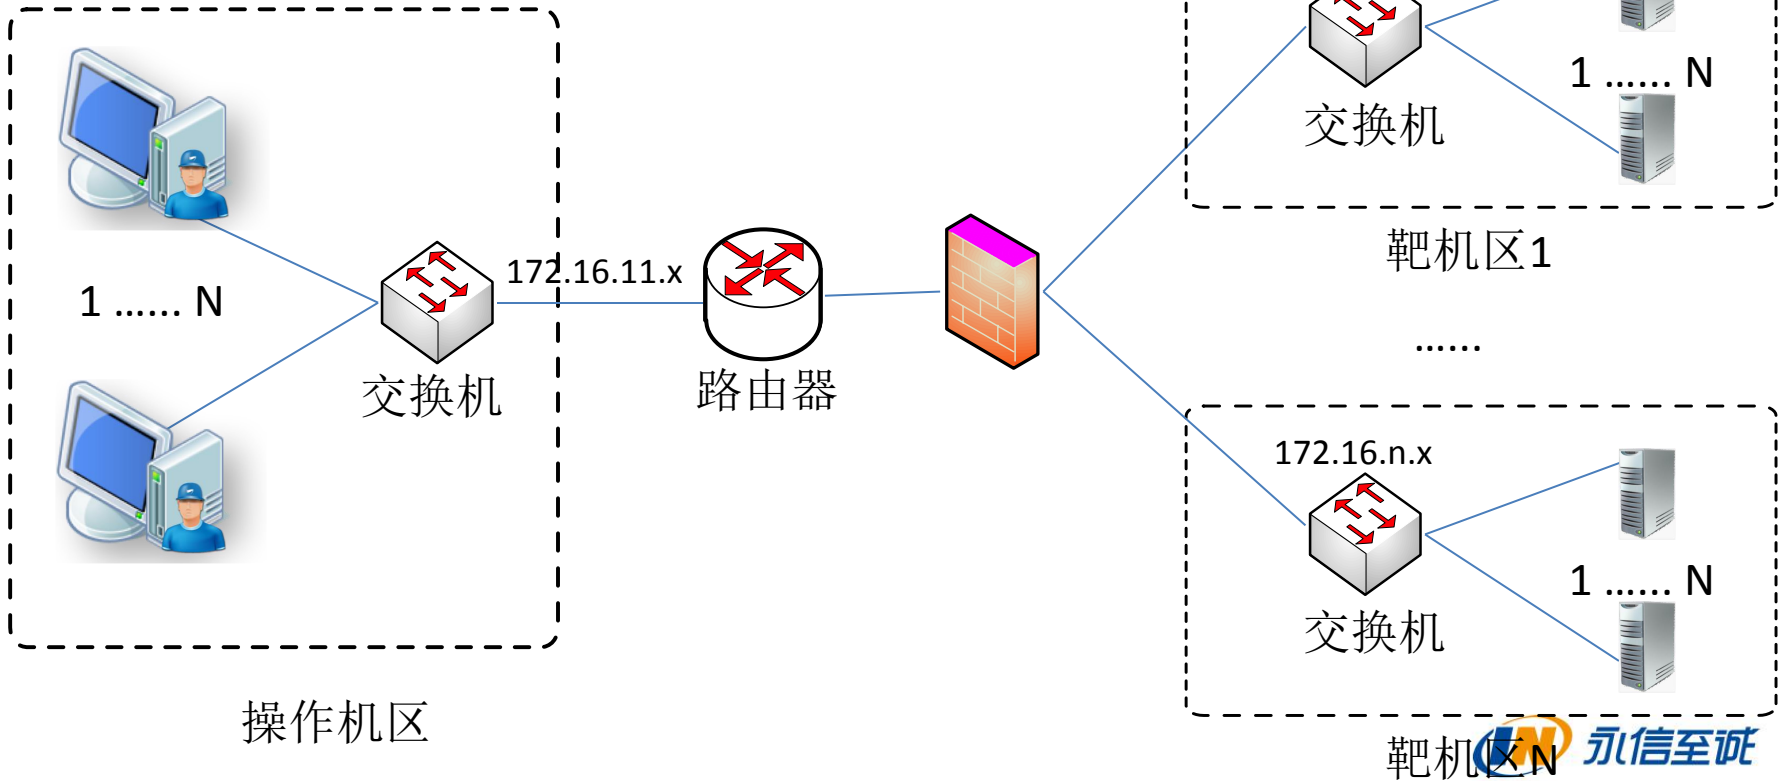 1 ...... N
交换机
172.16.11.x
路由器
操作机区
1 ...... N
交换机
靶机区1
......
172.16.n.x
1 ...... N
交换机
靶机区N
永信至诚